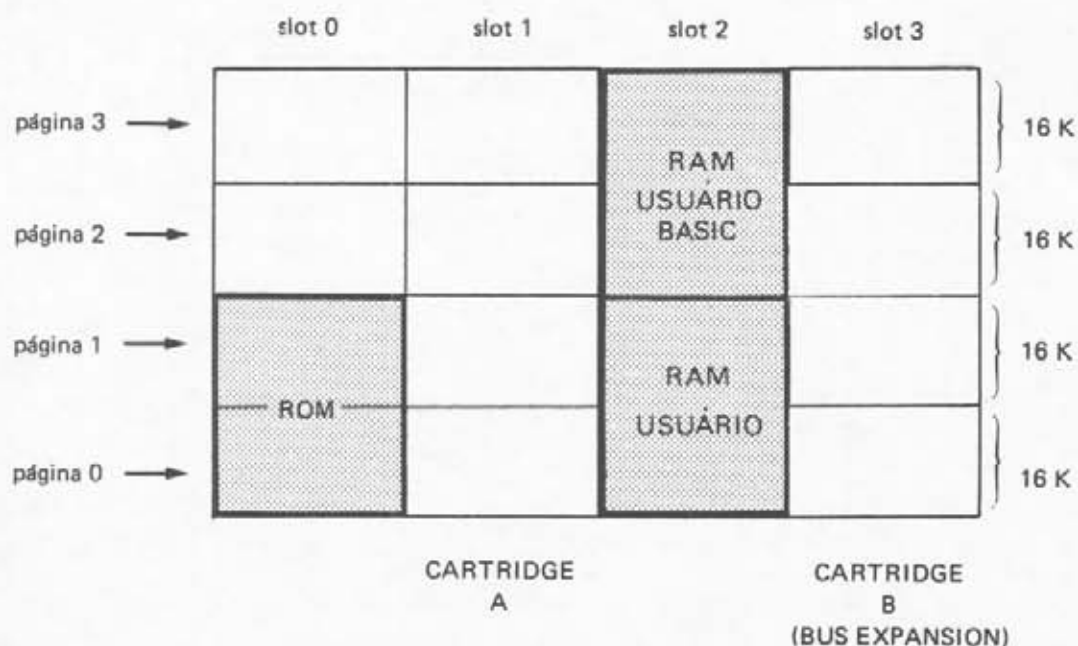 slot 0 slot 1 slot 2 slot 3
página 3
16 K
RAM
USUÁRIO
BASIC
página 2
16 K
página 1
16 K
RAM
ROM
USUÁRIO
página 0
16 K
CARTRIDGE
A
CARTRIDGE
B
(BUS EXPANSION)